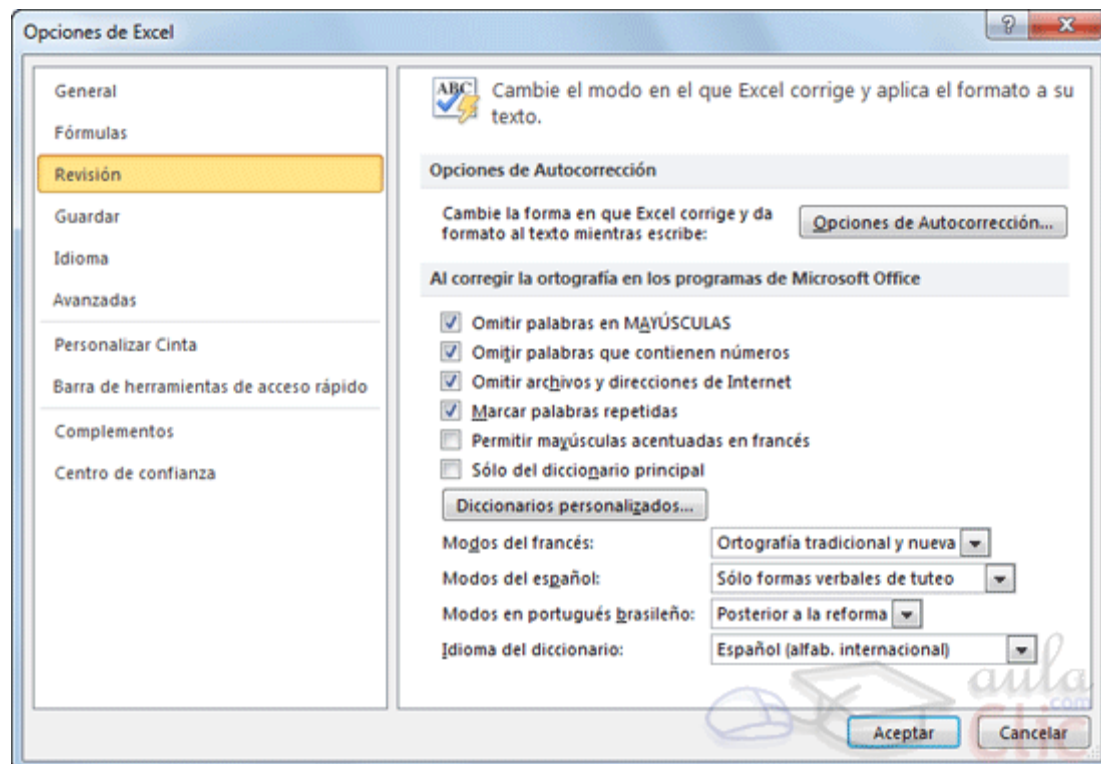 Opciones de Excel
General
Fórmulas
Revisión
Guardar
Idioma
Avanzadas
Personalizar Cinta
Barra de herramientas de acceso rápido
Complementos
Centro de confianza
ABC
Cambie el modo en el que Excel corrige y aplica el formato a su
texto.
Opciones de Autocorrección
Cambie la forma en que Excel corrige y da
formato al texto mientras escribe:
Opciones de Autocorrección...
Al corregir la ortografía en los programas de Microsoft Office
Omitir palabras en MAYÚSCULAS
Omitir palabras que contienen números
Omitir archivos y direcciones de Internet
Marcar palabras repetidas
Permitir mayúsculas acentuadas en francés
Sólo del diccionario principal
Diccionarios personalizados...
Modos del francés: Ortografía tradicional y nueva
Modos del español: Sólo formas verbales de tuteo
Modos en portugués brasileño: Posterior a la reforma
Idioma del diccionario: Español (alfab. internacional)
aula
.com
Clic
Aceptar Cancelar